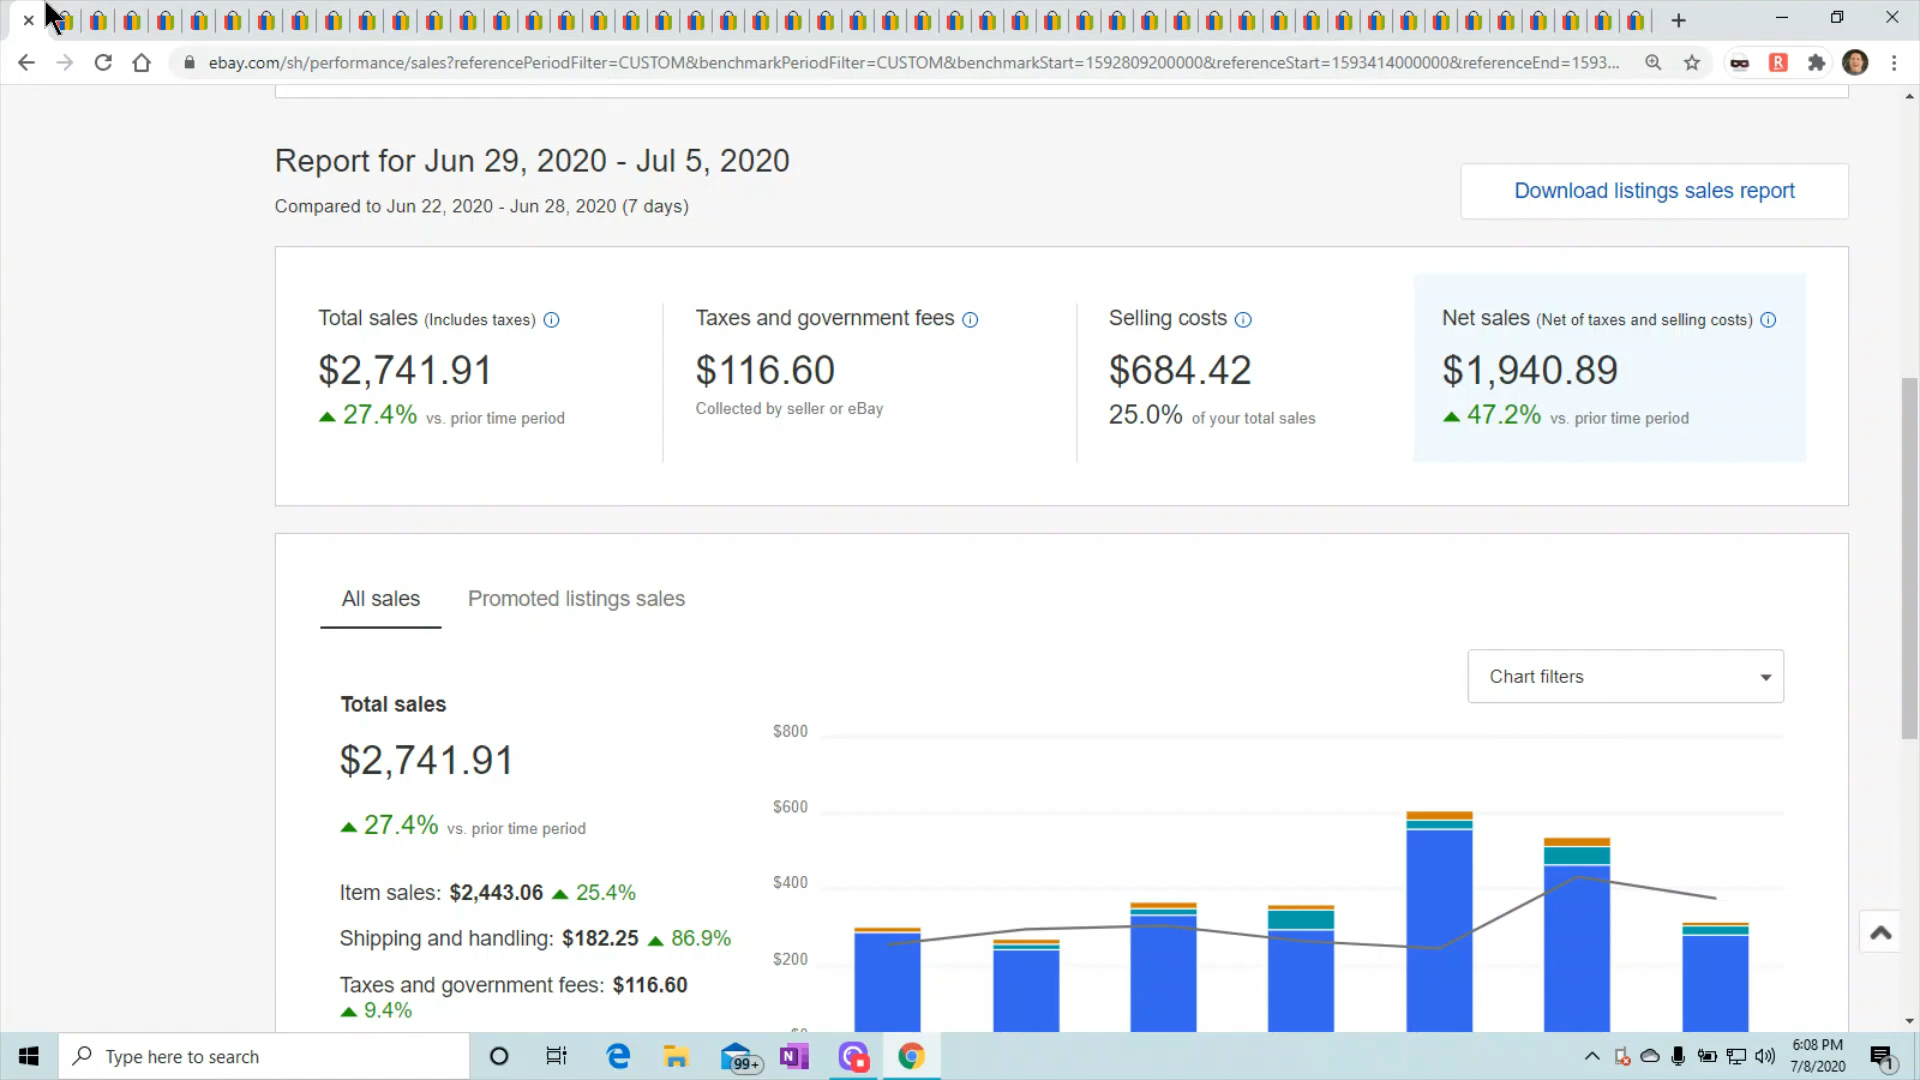 ebay.com/sh/performance/sales?referencePeriodFilter=CUSTOM&benchmarkPeriodFilter=CUSTOM&benchmarkStart=1592809200000&referenceStart=1593414000000&referenceEnd=1593...
R
Report for Jun 29, 2020 - Jul 5, 2020
Compared to Jun 22, 2020 - Jun 28, 2020 (7 days)
Download listings sales report
Total sales (Includes taxes)
$2,741.91
27.4% vs. prior time period
Taxes and government fees
$116.60
Collected by seller or eBay
Selling costs
$684.42
25.0% of your total sales
Net sales (Net of taxes and selling costs)
$1,940.89
47.2% vs. prior time period
All sales
Promoted listings sales
Chart filters
Total sales
$2,741.91
27.4% vs. prior time period
Item sales: $2,443.06 25.4%
Shipping and handling: $182.25 86.9%
Taxes and government fees: $116.60
9.4%
$800
$600
$400
$200
$0
Type here to search
99+
N
6:08 PM
7/8/2020
1